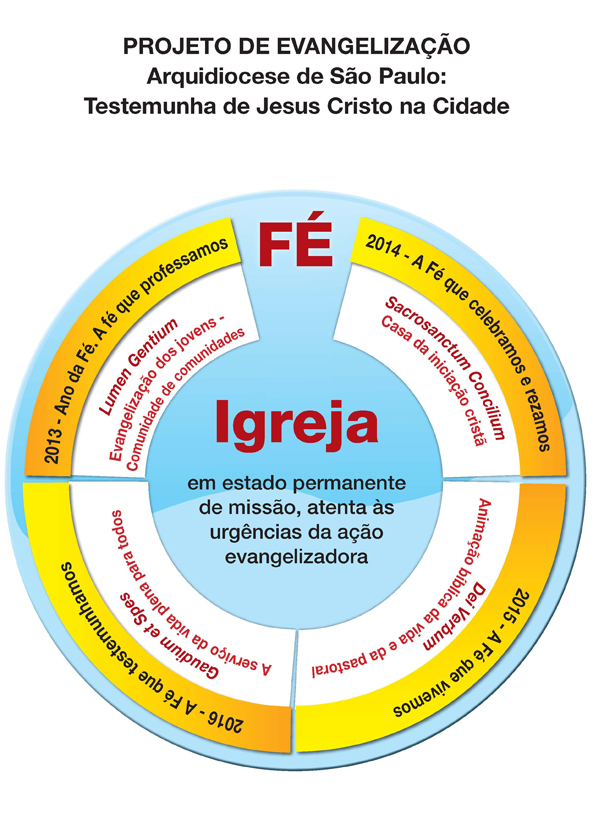 PROJETO DE EVANGELIZAÇÃO
Arquidiocese de São Paulo:
Testemunha de Jesus Cristo na Cidade
FÉ
2013 - Ano da Fé. A fé que professamos
Lumen Gentium
Evangelização dos jovens -
Comunidade de comunidades
2014 - A Fé que celebramos e rezamos
Sacrosanctum Concilium
Casa da iniciação cristã
Igreja
em estado permanente
de missão, atenta às
urgências da ação
evangelizadora
2015 - A Fé que vivemos
Dei Verbum
Animação bíblica da vida e da pastoral
2016 - A Fé que testemunhamos
Gaudium et Spes
A serviço da vida plena para todos